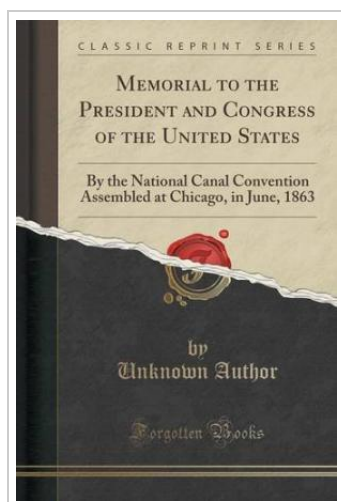 CLASSIC REPRINT SERIES
MEMORIAL TO THE
PRESIDENT AND CONGRESS
OF THE UNITED STATES
By the National Canal Convention
Assembled at Chicago, in June, 1863
by
Unknown Author
Forgotten Books